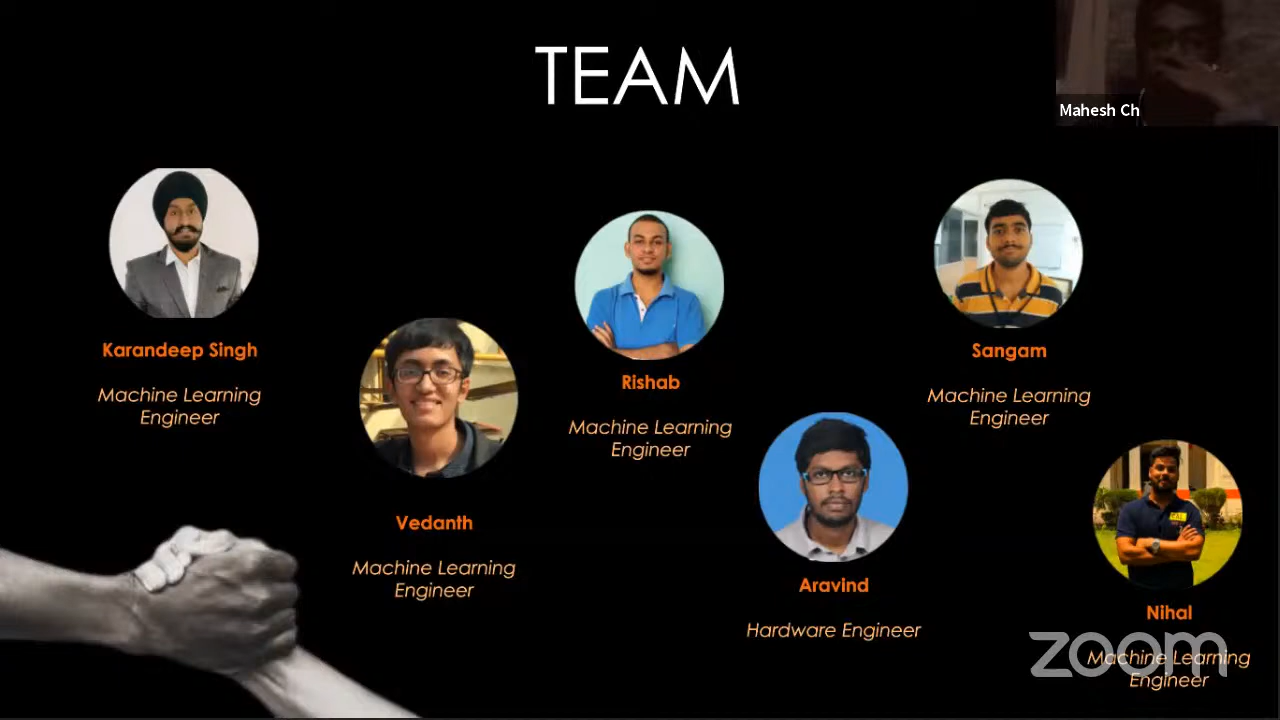 TEAM
Mahesh Ch
Karandeep Singh
Machine Learning
Engineer
Vedanth
Machine Learning
Engineer
Rishab
Machine Learning
Engineer
Aravind
Hardware Engineer
Sangam
Machine Learning
Engineer
Nihal
Machine Learning
Engineer
zoom